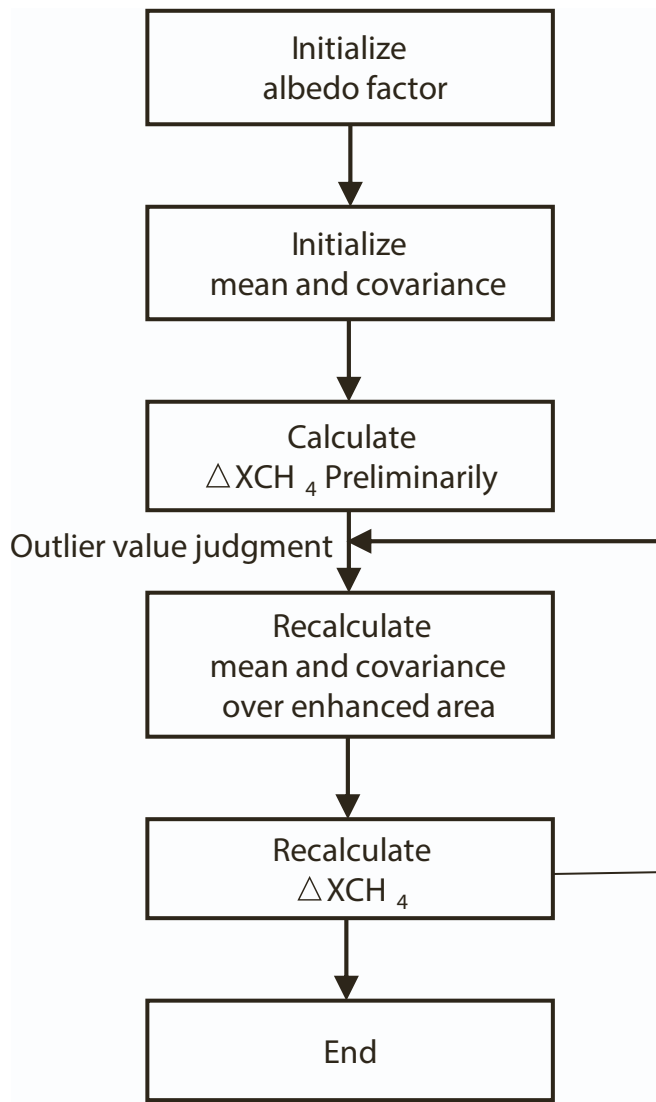 Initialize
albedo factor
Initialize
mean and covariance
Calculate
△XCH 4 Preliminarily
Outlier value judgment
Recalculate
mean and covariance
over enhanced area
Recalculate
△XCH 4
End